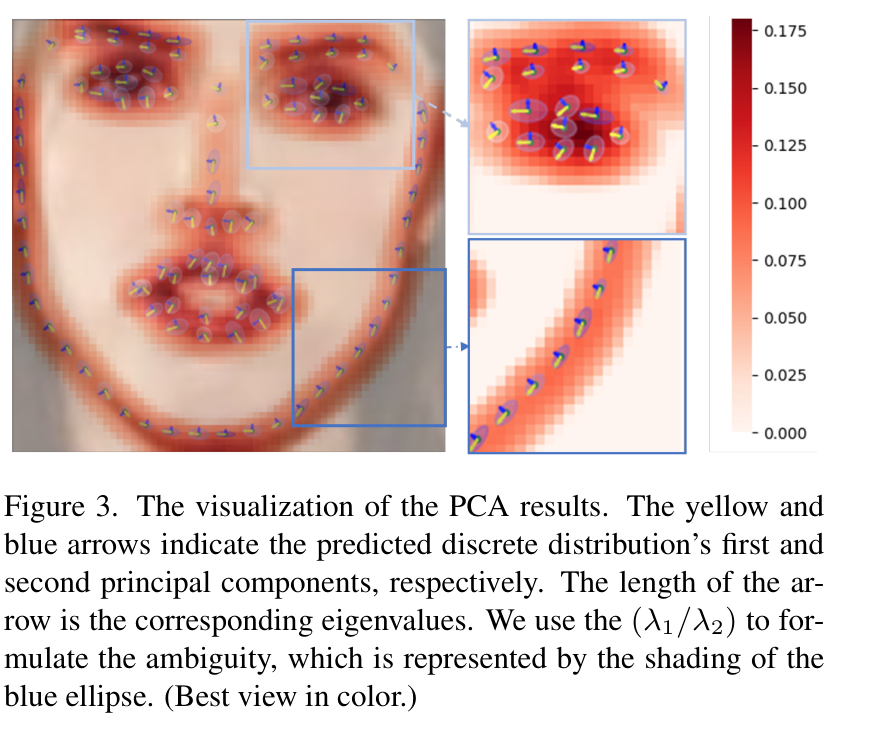 0.175
0.150
0.125
0.100
0.075
0.050
0.025
0.000
Figure 3. The visualization of the PCA results. The yellow and
blue arrows indicate the predicted discrete distribution’s first and
second principal components, respectively. The length of the ar-
row is the corresponding eigenvalues. We use the (λ1/λ2) to for-
mulate the ambiguity, which is represented by the shading of the
blue ellipse. (Best view in color.)